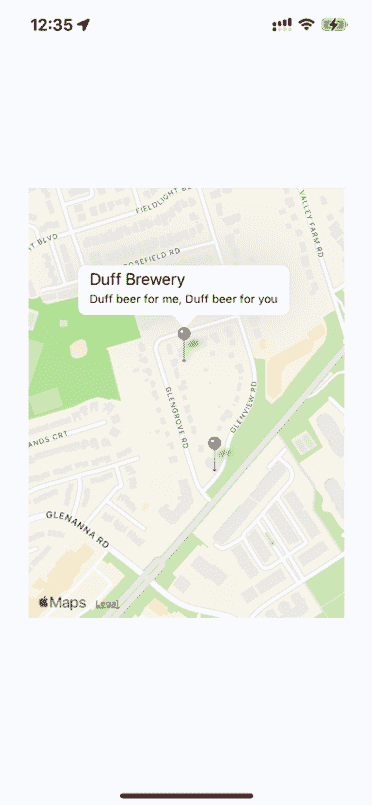 12:35
FIELDLIGHT B
VALLEY FARM RD
T BLVD
ROSEFIELD RD
Duff Brewery
Duff beer for me, Duff beer for you
GLENGROVE RD
GLENVIEW RD
ANDS CRT
GLENANNA RD
Maps Legal